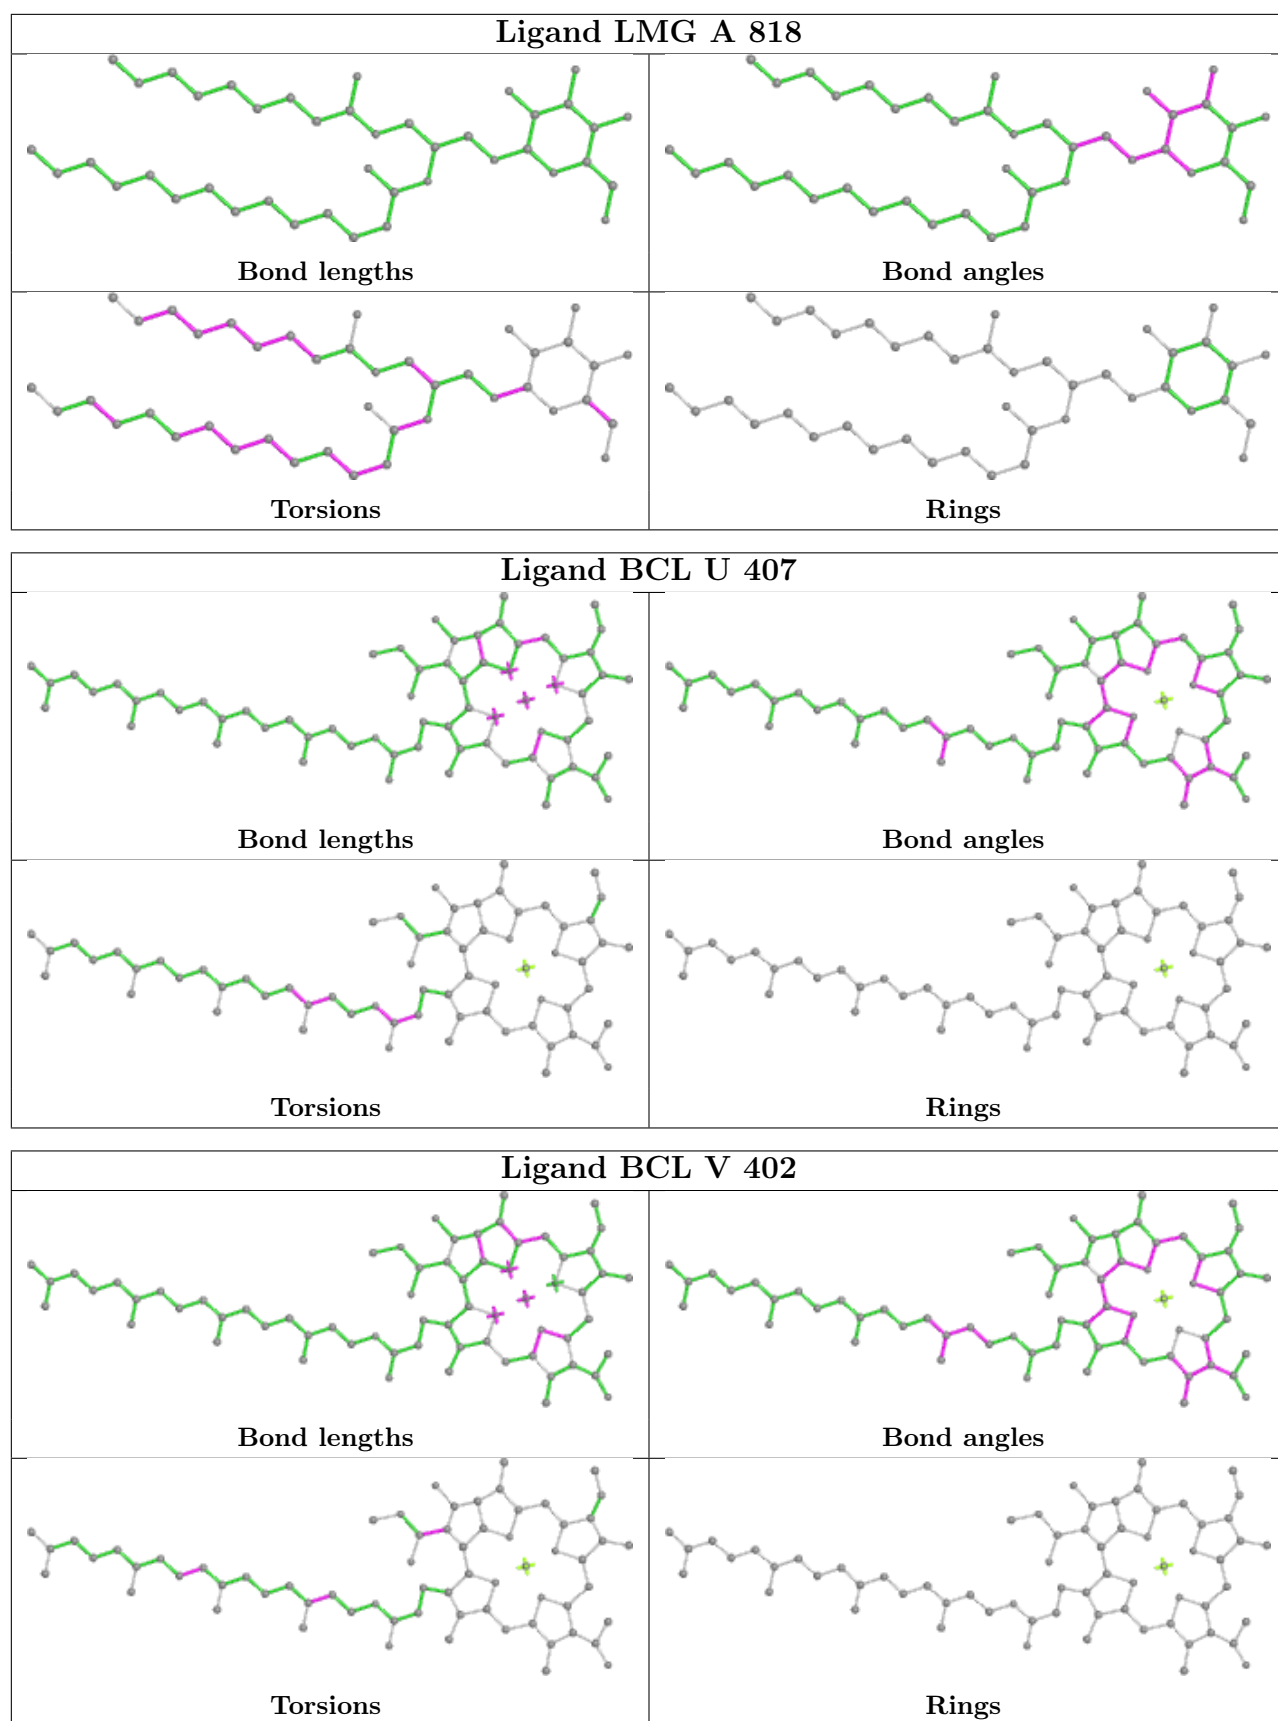 Ligand LMG A 818
Bond lengths
Bond angles
Torsions
Rings
Ligand BCL U 407
Bond lengths
Bond angles
Torsions
Rings
Ligand BCL V 402
Bond lengths
Bond angles
Torsions
Rings